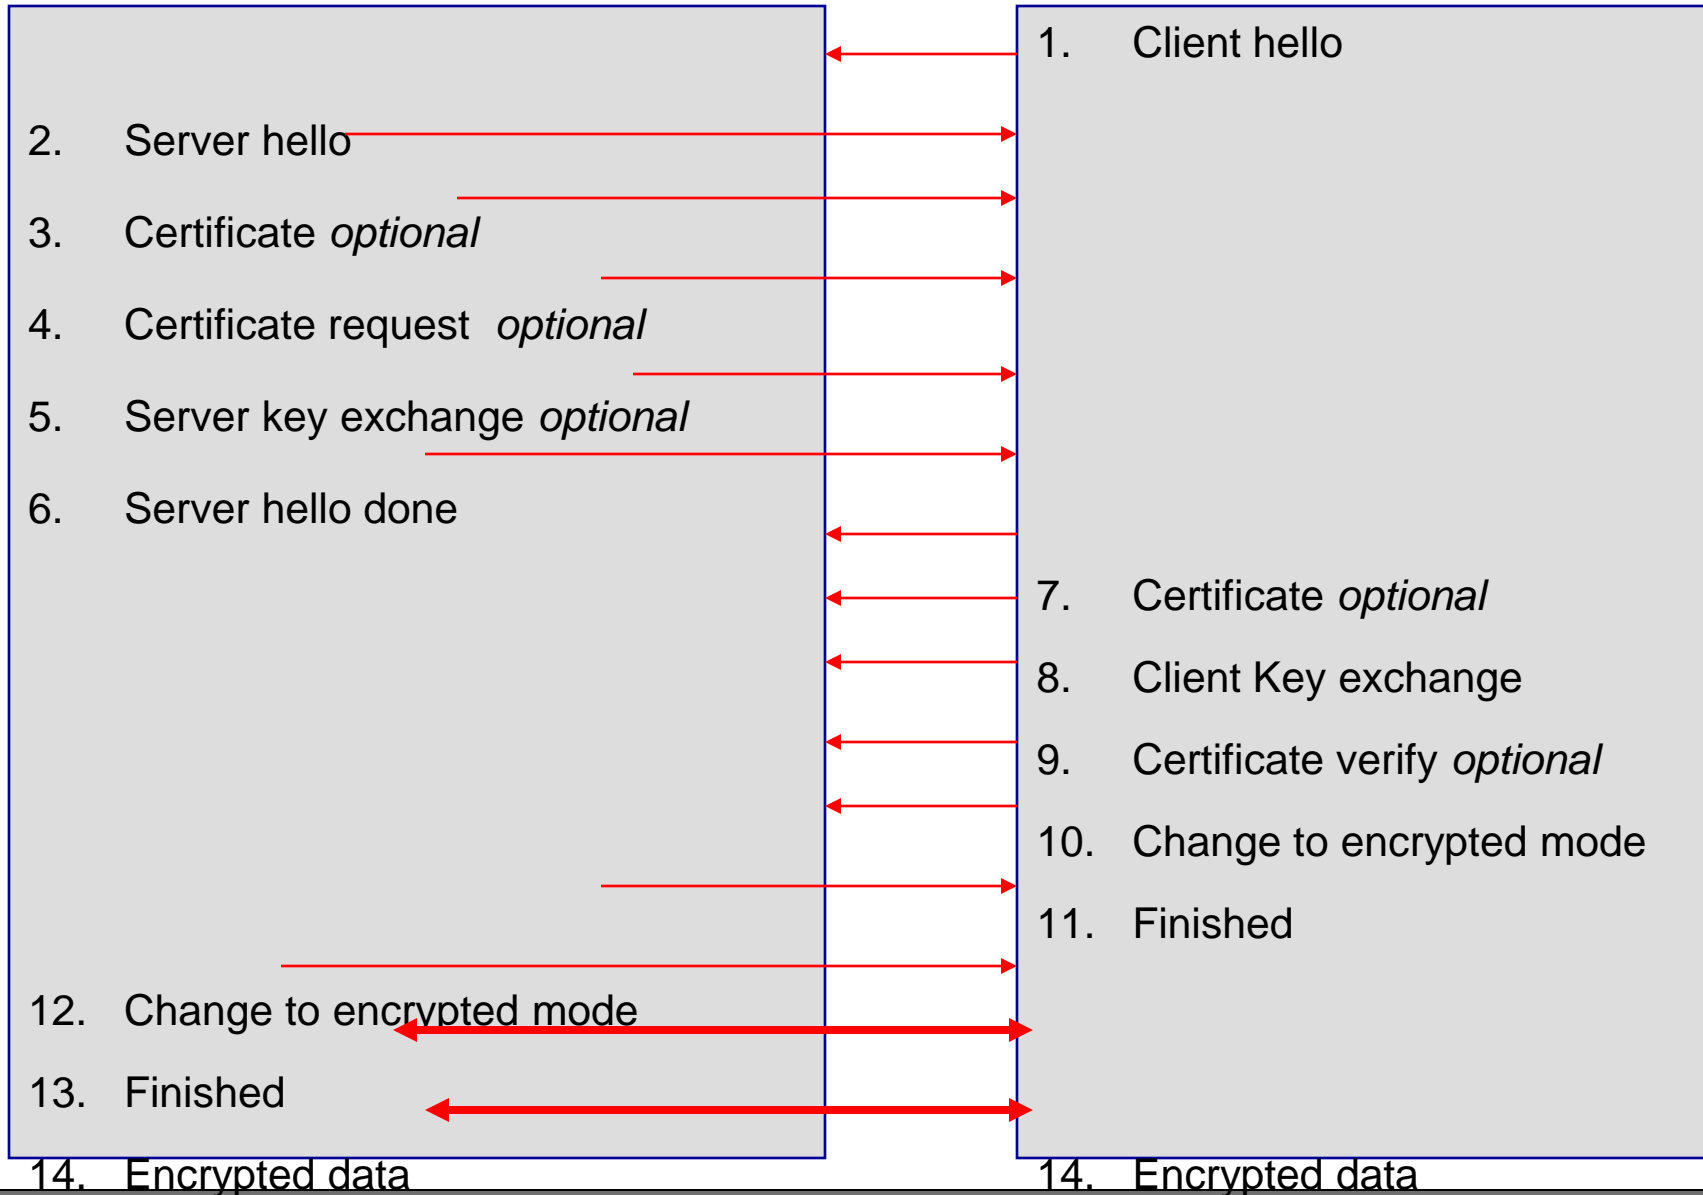 1. Client hello
2. Server hello
3. Certificate optional
4. Certificate request optional
5. Server key exchange optional
6. Server hello done
7. Certificate optional
8. Client Key exchange
9. Certificate verify optional
10. Change to encrypted mode
11. Finished
12. Change to encrypted mode
13. Finished
14. Encrypted data
14. Encrypted data